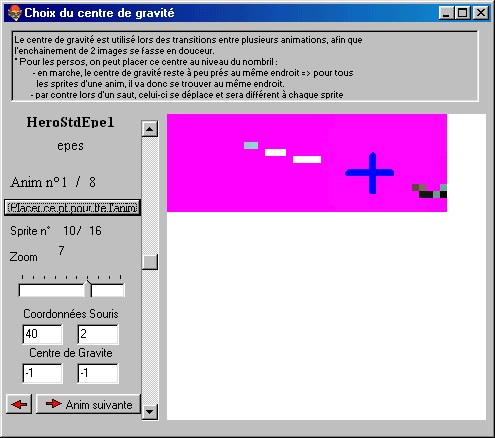 Choix du centre de gravité
Le centre de gravité est utilisé lors des transitions entre plusieurs animations, afin que
l'enchainement de 2 images se fasse en douceur.
* Pour les persos, on peut placer ce centre au niveau du nombril :
- en marche, le centre de gravité reste à peu prés au même endroit => pour tous
les sprites d'une anim, il va donc se trouver au même endroit.
- par contre lors d'un saut, celui-ci se déplace et sera différent à chaque sprite
HeroStdEpe1
epes
Anim n°1 / 8
Placer ce pt pour tte l'anim
Sprite n° 10/ 16
Zoom 7
Coordonnées Souris
40 2
Centre de Gravite
-1 -1
Anim suivante